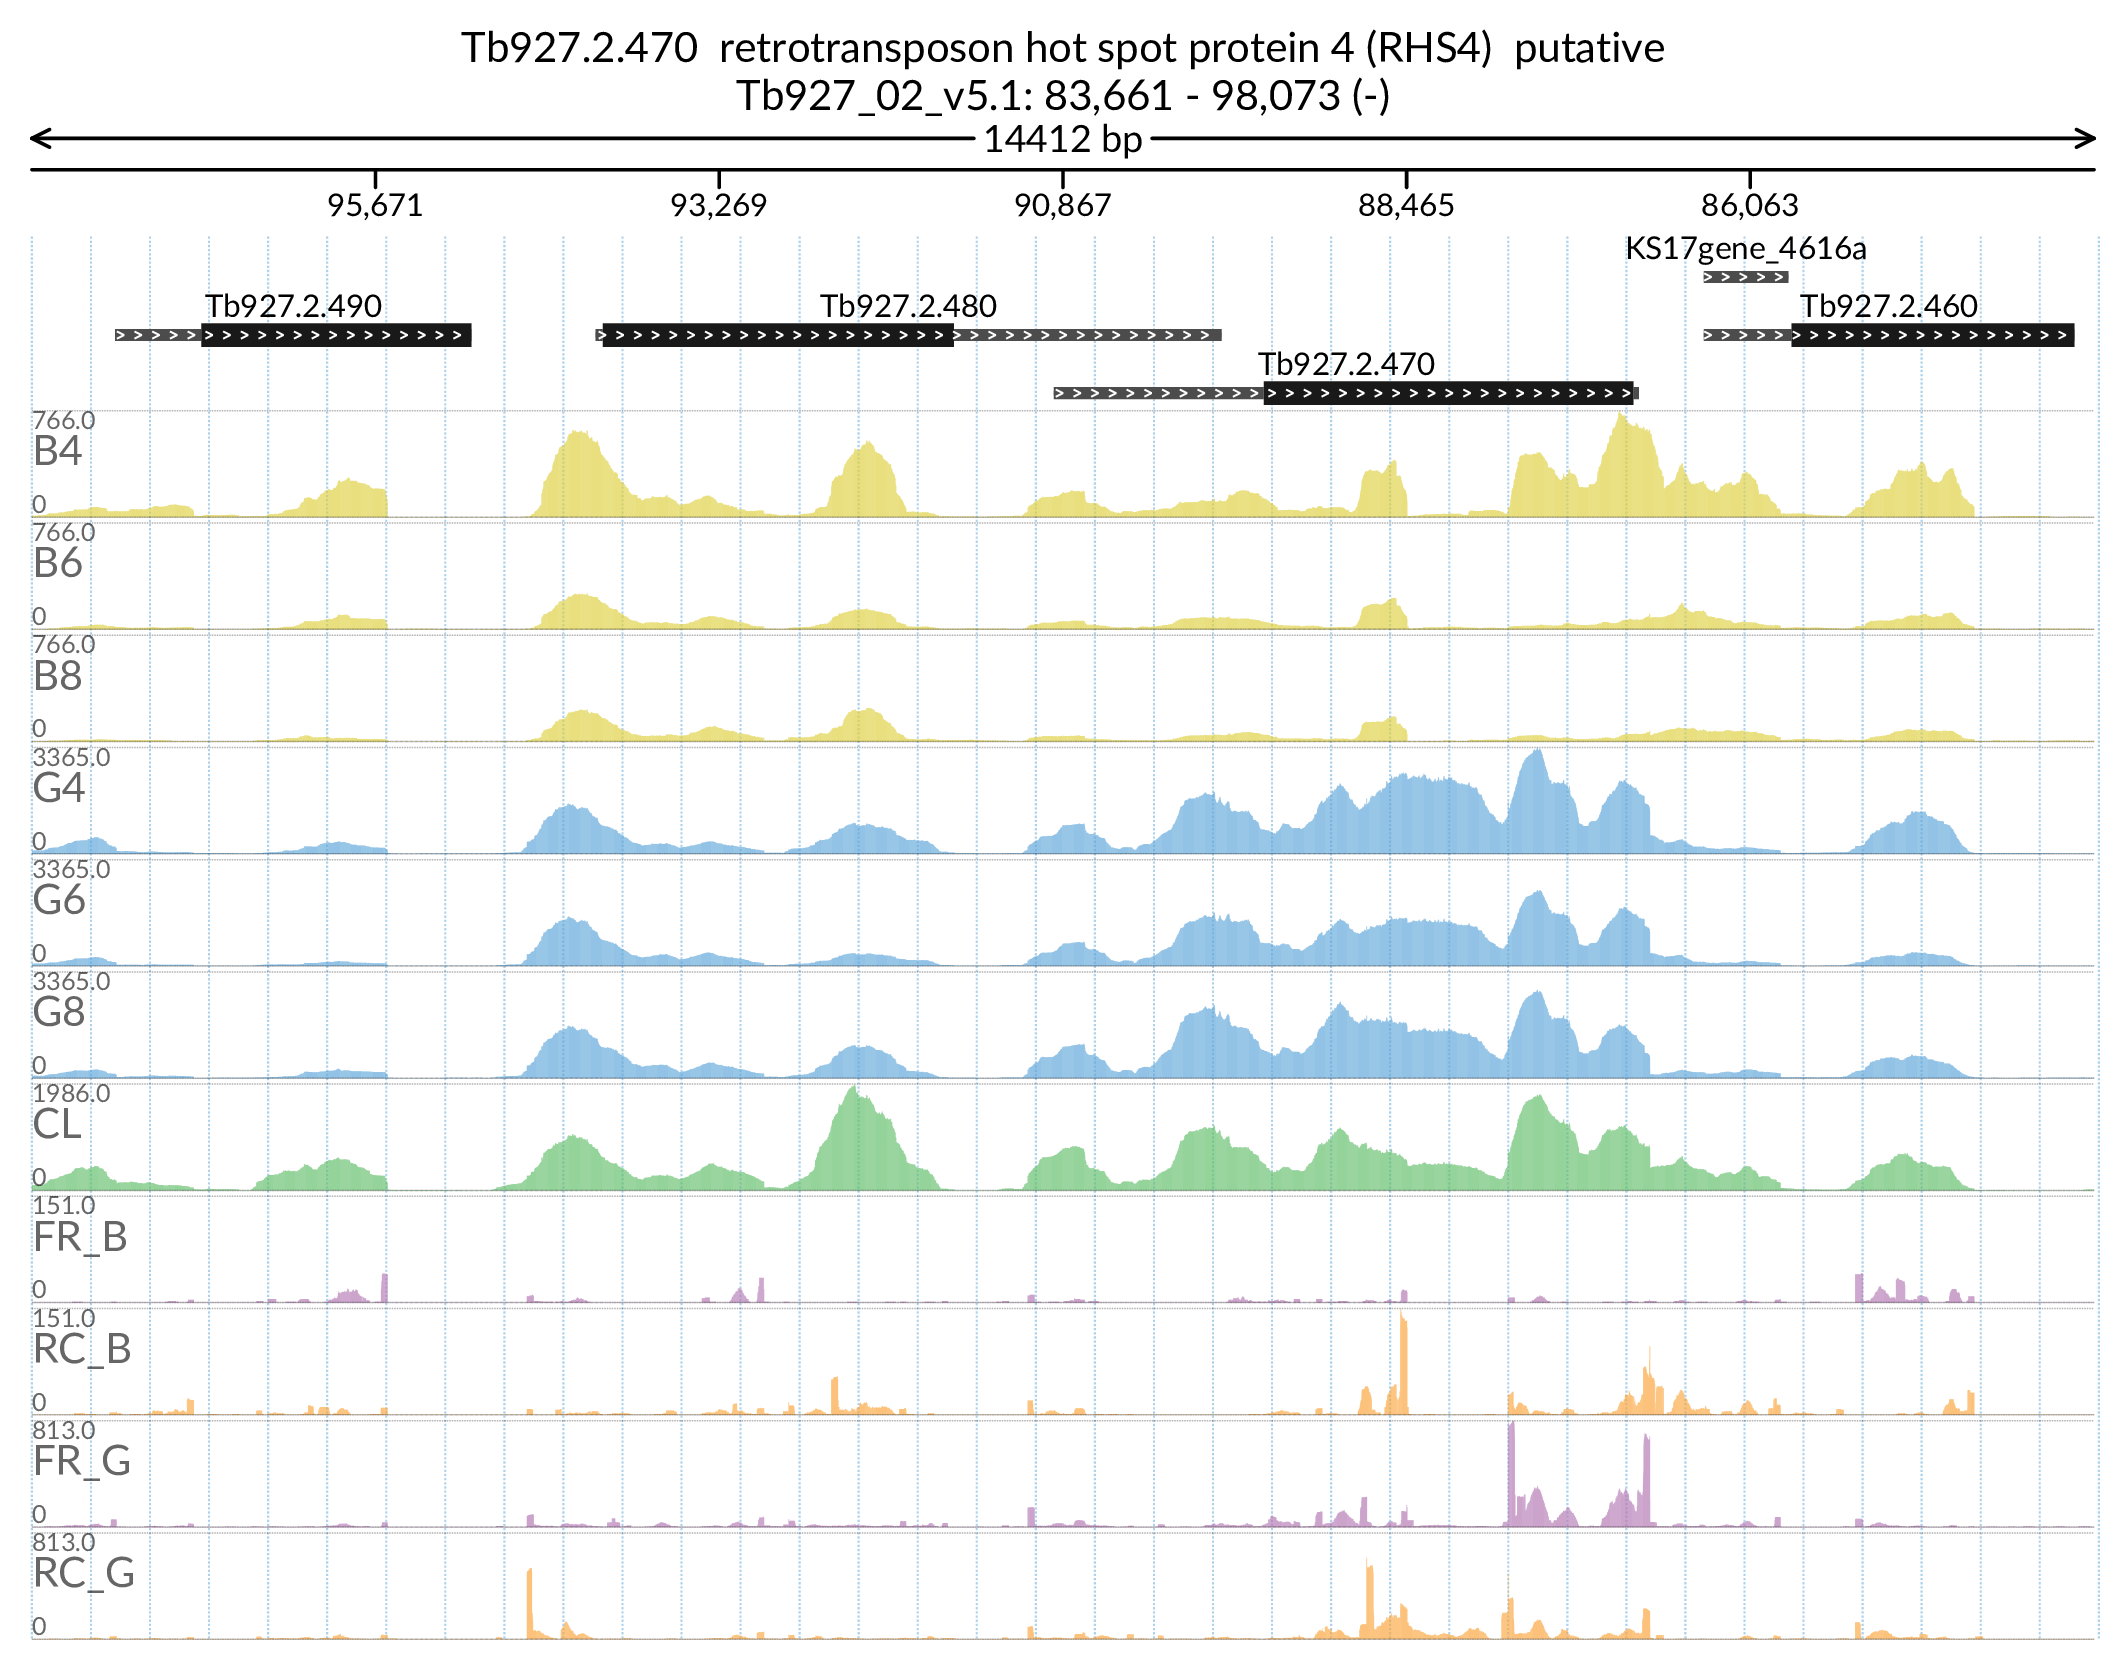 Tb927.2.470 retrotransposon hot spot protein 4 (RHS4) putative
Tb927_02_v5.1: 83,661 - 98,073 (-)
14412 bp
95,671 93,269 90,867 88,465 86,063
KS17gene_4616a
Tb927.2.490 Tb927.2.480 Tb927.2.460
Tb927.2.470
766.0
B4
0
766.0
B6
0
766.0
B8
0
3365.0
G4
0
3365.0
G6
0
3365.0
G8
0
1986.0
CL
0
151.0
FR_B
0
151.0
RC_B
0
813.0
FR_G
0
813.0
RC_G
0